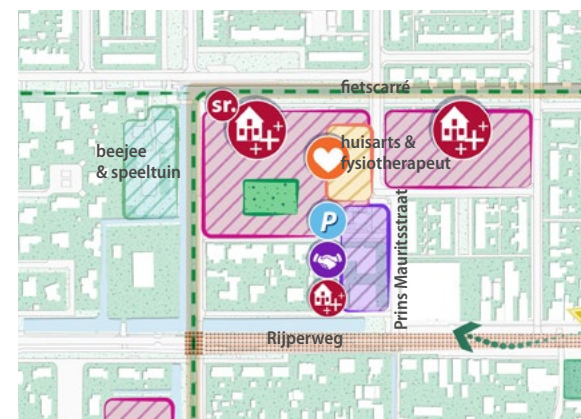 fietscarré
sr.
huisarts &
fysiotherapeut
beejee
& speeltuin
P
Prins Mauritsstraat
Rijperweg